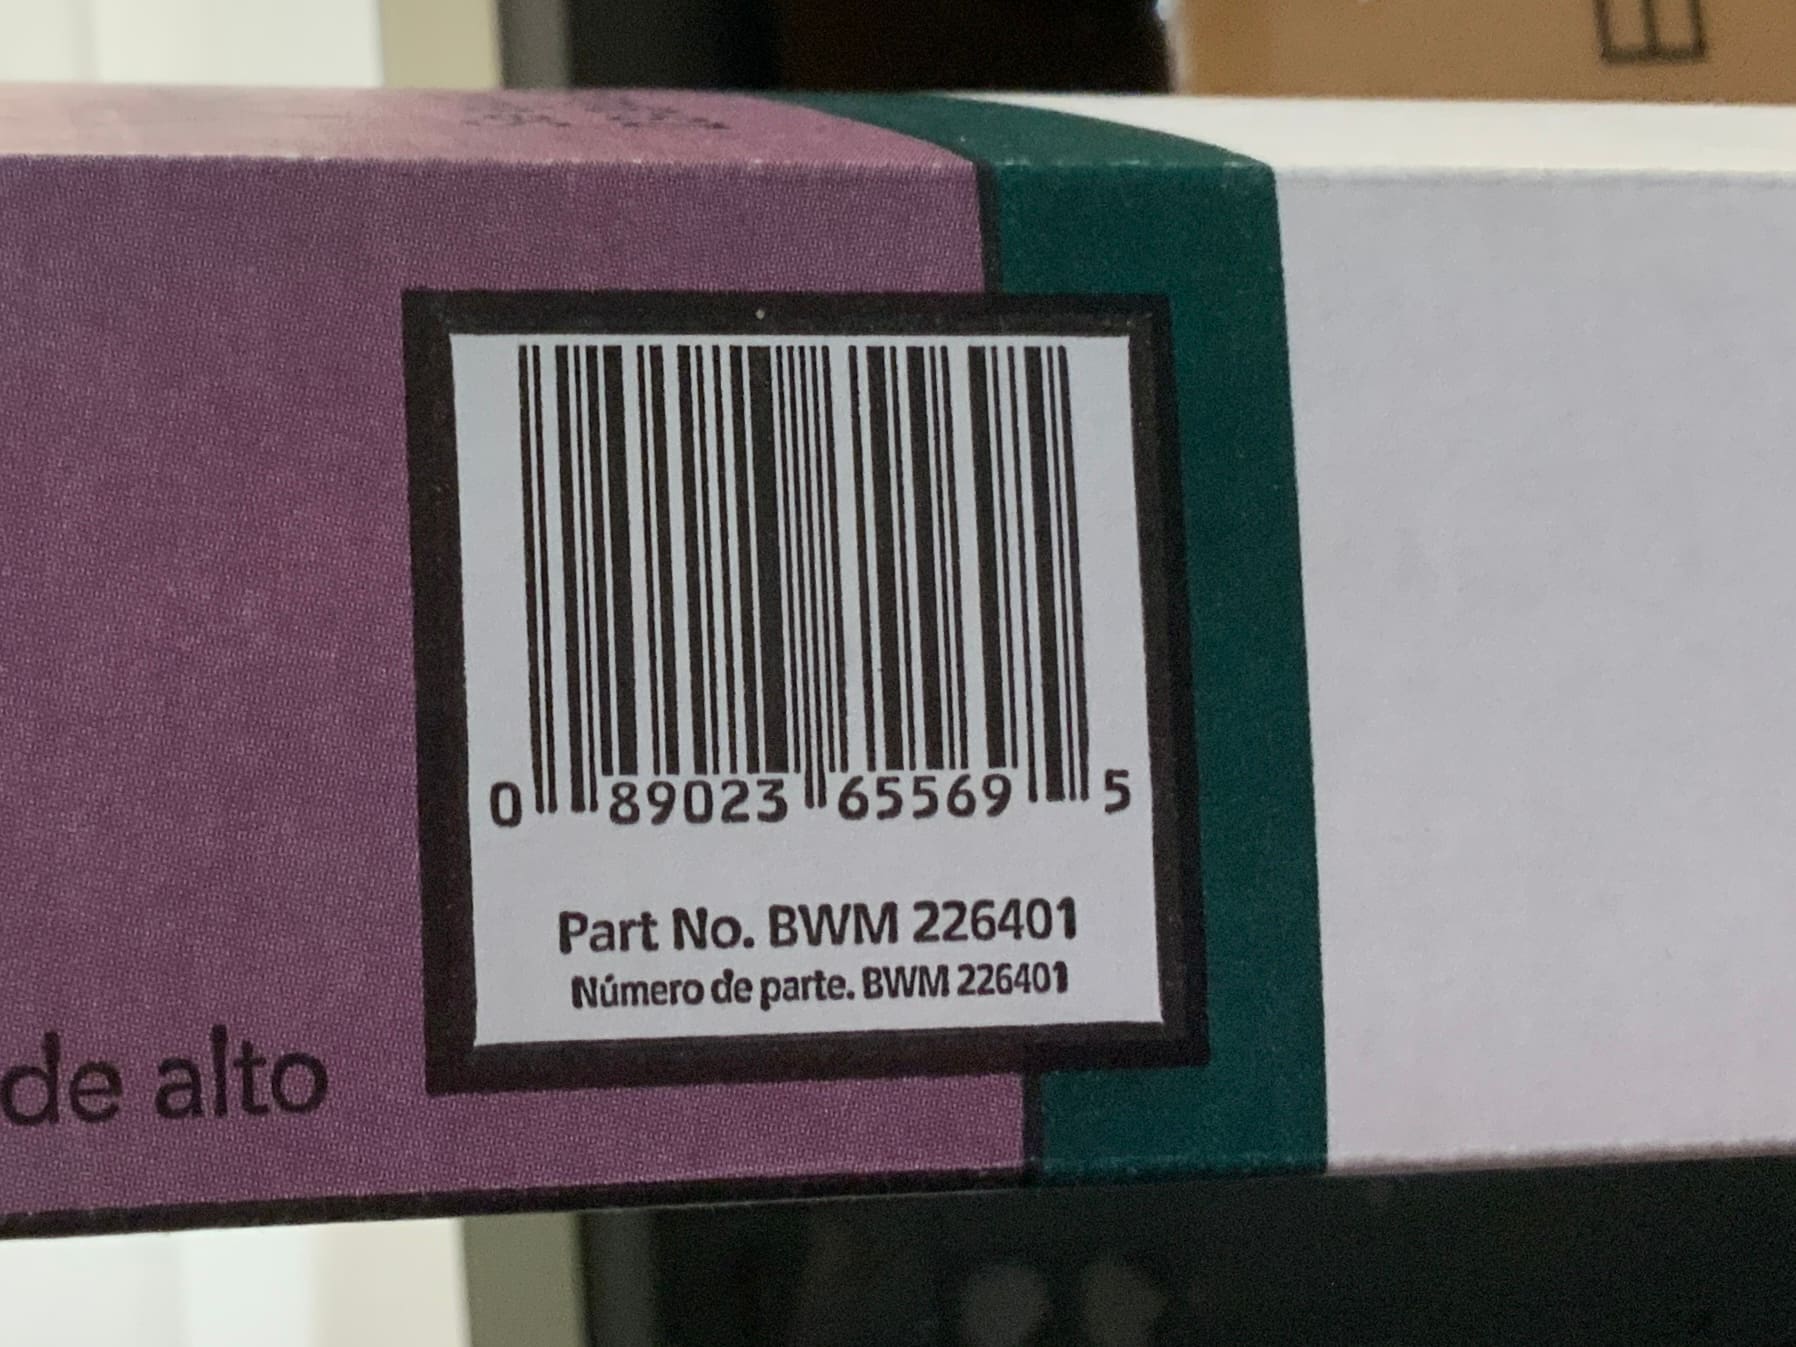 0 89023 65569 5
Part No. BWM 226401
Número de parte. BWM 226401
de alto